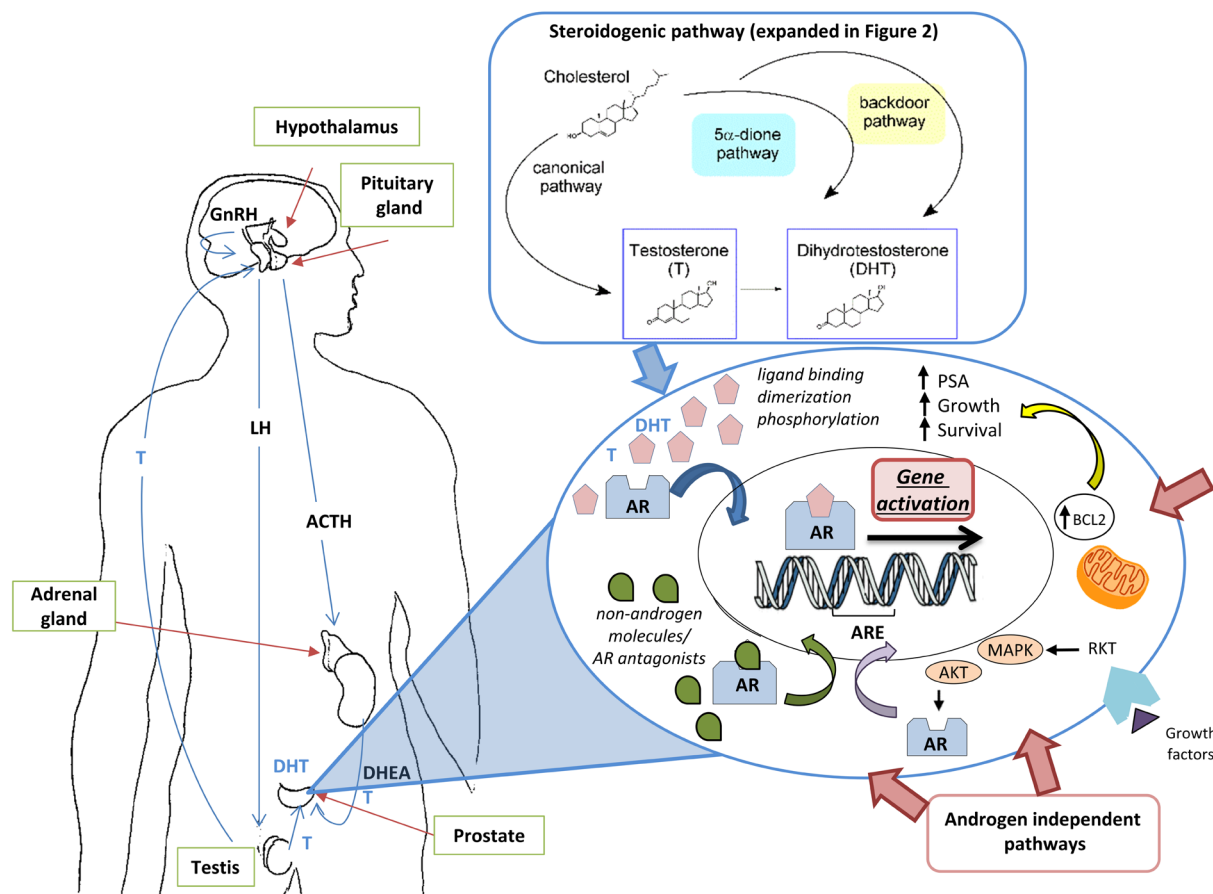 Steroidogenic pathway (expanded in Figure 2)
Cholesterol
HO
canonical
pathway
5α-dione
pathway
backdoor
pathway
Testosterone
(T)
OH
O
Dihydrotestosterone
(DHT)
OH
O
Hypothalamus
Pituitary
gland
GnRH
T
LH
ACTH
Adrenal
gland
DHT
DHEA
T
T
Prostate
Testis
ligand binding
dimerization
phosphorylation
PSA
Growth
Survival
DHT
T
AR
AR
Gene
activation
BCL2
ARE
non-androgen
molecules/
AR antagonists
AR
MAPK
RKT
AKT
AR
Growth
factors
Androgen independent
pathways